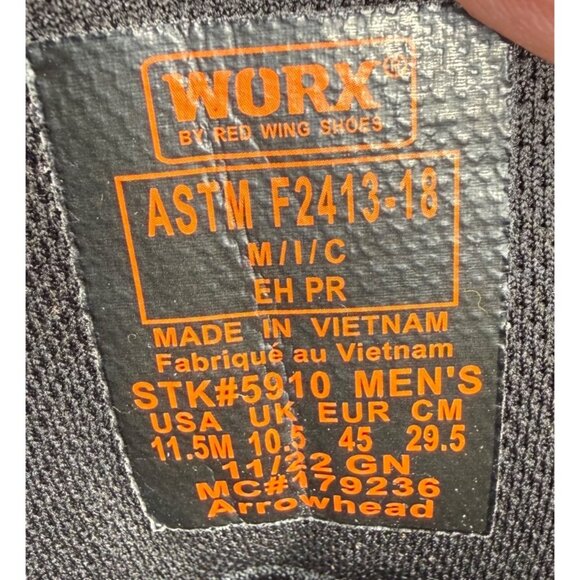 WORX®
BY RED WING SHOES
ASTM F2413-18
M/I/C
EH PR
MADE IN VIETNAM
Fabriqué au Vietnam
STK#5910 MEN'S
USA UK EUR CM
11.5M 10.5 45 29.5
11/22 GN
MC#179236
Arrowhead